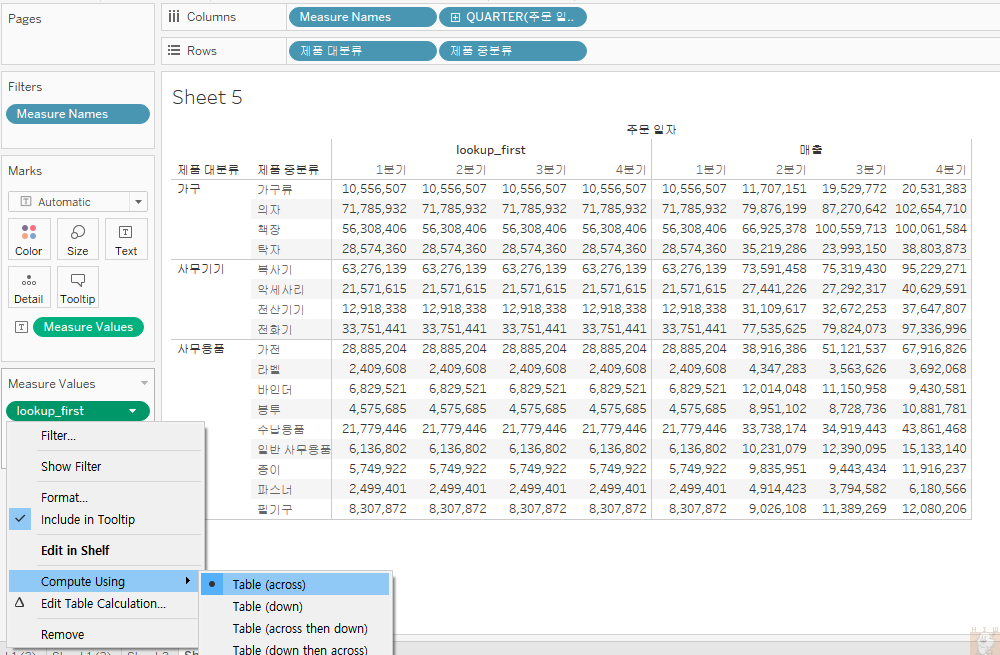 Pages
Columns
Measure Names
QUARTER(주문 일..
Rows
제품 대분류
제품 중분류
Filters
Measure Names
Marks
Automatic
Color
Size
Text
Detail
Tooltip
Measure Values
Measure Values
lookup_first
Sheet 5
주문 일자
lookup_first 매출
제품 대분류 제품 중분류 1분기 2분기 3분기 4분기 1분기 2분기 3분기 4분기
가구 가구류 10,556,507 10,556,507 10,556,507 10,556,507 10,556,507 11,707,151 19,529,772 20,531,383
의자 71,785,932 71,785,932 71,785,932 71,785,932 71,785,932 79,876,199 87,270,642 102,654,710
책장 56,308,406 56,308,406 56,308,406 56,308,406 56,308,406 66,925,378 100,559,713 100,061,584
탁자 28,574,360 28,574,360 28,574,360 28,574,360 28,574,360 35,219,286 23,993,150 38,803,873
사무기기 복사기 63,276,139 63,276,139 63,276,139 63,276,139 63,276,139 73,591,458 75,319,430 95,229,271
악세사리 21,571,615 21,571,615 21,571,615 21,571,615 21,571,615 27,441,226 27,292,317 40,629,591
전산기기 12,918,338 12,918,338 12,918,338 12,918,338 12,918,338 31,109,617 32,672,253 37,647,807
전화기 33,751,441 33,751,441 33,751,441 33,751,441 33,751,441 77,535,625 79,824,073 97,336,996
사무용품 가전 28,885,204 28,885,204 28,885,204 28,885,204 28,885,204 38,916,386 51,121,537 67,916,826
라벨 2,409,608 2,409,608 2,409,608 2,409,608 2,409,608 4,347,283 3,563,626 3,692,068
바인더 6,829,521 6,829,521 6,829,521 6,829,521 6,829,521 12,014,048 11,150,958 9,430,581
봉투 4,575,685 4,575,685 4,575,685 4,575,685 4,575,685 8,951,102 8,728,736 10,881,781
수납용품 21,779,446 21,779,446 21,779,446 21,779,446 21,779,446 33,738,174 34,919,443 43,861,468
일반 사무용품 6,136,802 6,136,802 6,136,802 6,136,802 6,136,802 10,231,079 12,390,095 15,133,140
종이 5,749,922 5,749,922 5,749,922 5,749,922 5,749,922 9,835,951 9,443,434 11,916,237
파스너 2,499,401 2,499,401 2,499,401 2,499,401 2,499,401 4,914,423 3,794,582 6,180,566
필기구 8,307,872 8,307,872 8,307,872 8,307,872 8,307,872 9,026,108 11,389,269 12,080,206
Filter...
Show Filter
Format...
Include in Tooltip
Edit in Shelf
Compute Using
Edit Table Calculation...
Remove
Table (across)
Table (down)
Table (across then down)
Table (down then across)